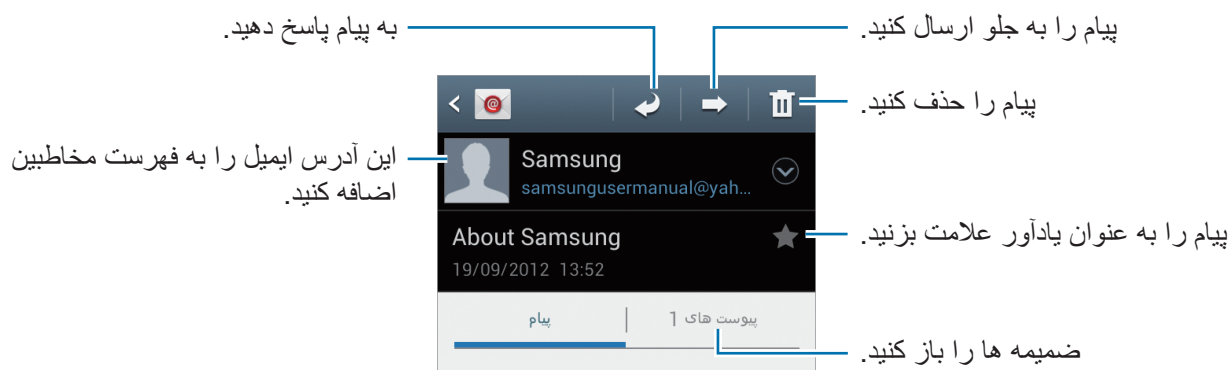 به پیام پاسخ دهید.
پیام را به جلو ارسال کنید.
پیام را حذف کنید.
این آدرس ایمیل را به فهرست مخاطبین
اضافه کنید.
Samsung
samsungusermanual@yah...
About Samsung
19/09/2012 13:52
پیام را به عنوان یادآور علامت بزنید.
پیام
پیوست های 1
ضمیمه ها را باز کنید.